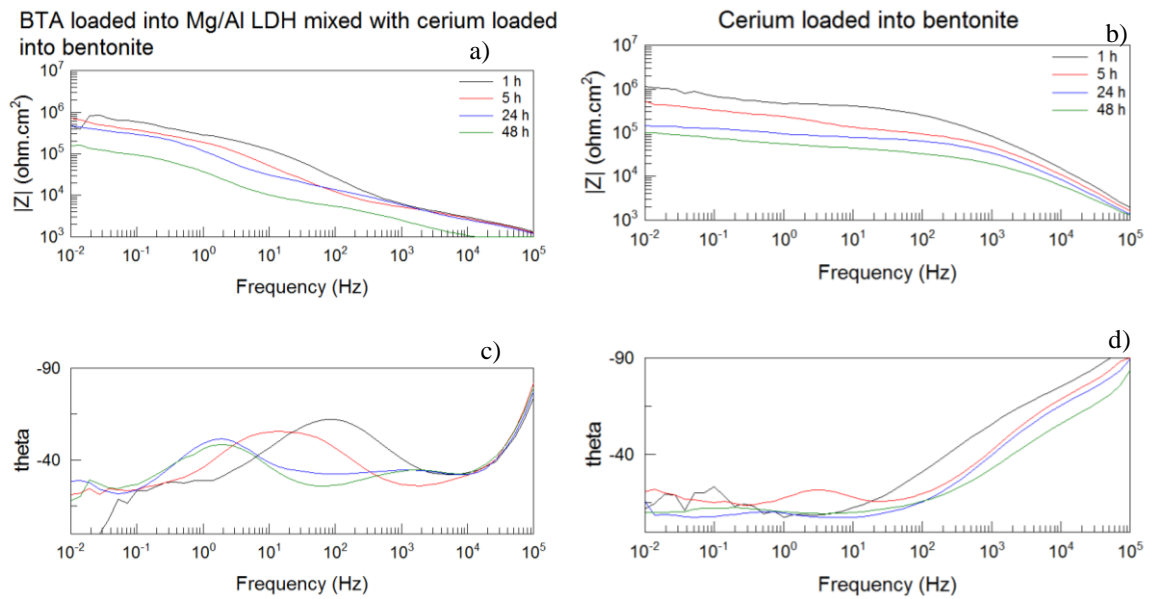 BTA loaded into Mg/Al LDH mixed with cerium loaded
into bentonite
a)
10^7
10^6
10^5
10^4
10^3
|Z| (ohm.cm²)
1 h
5 h
24 h
48 h
10^-2 10^-1 10^0 10^1 10^2 10^3 10^4 10^5
Frequency (Hz)
Cerium loaded into bentonite
b)
10^7
10^6
10^5
10^4
10^3
|Z| (ohm.cm²)
1 h
5 h
24 h
48 h
10^-2 10^-1 10^0 10^1 10^2 10^3 10^4 10^5
Frequency (Hz)
c)
-90
-40
theta
10^-2 10^-1 10^0 10^1 10^2 10^3 10^4 10^5
Frequency (Hz)
d)
-90
-40
theta
10^-2 10^-1 10^0 10^1 10^2 10^3 10^4 10^5
Frequency (Hz)